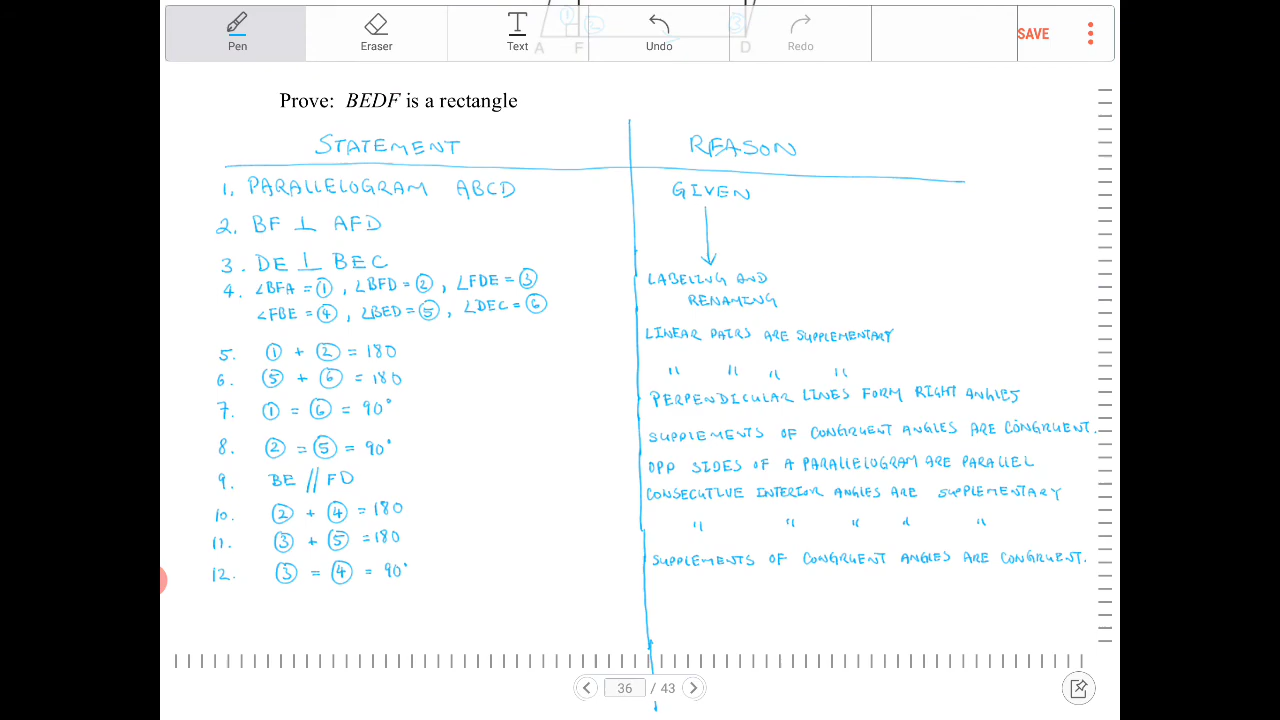 ① ② ③
A F D
Pen Eraser Text Undo Redo SAVE
Prove: BEDF is a rectangle
STATEMENT REASON
1. PARALLELOGRAM ABCD GIVEN
2. BF ⊥ AFD
3. DE ⊥ BEC
4. ∠BFA = ①, ∠BFD = ②, ∠FDE = ③ LABELING AND
∠FBE = ④, ∠BED = ⑤, ∠DEC = ⑥ RENAMING
5. ① + ② = 180 LINEAR PAIRS ARE SUPPLEMENTARY
6. ⑤ + ⑥ = 180 " " " "
7. ① = ⑥ = 90° PERPENDICULAR LINES FORM RIGHT ANGLES
8. ② = ⑤ = 90° SUPPLEMENTS OF CONGRUENT ANGLES ARE CONGRUENT.
9. BE // FD OPP SIDES OF A PARALLELOGRAM ARE PARALLEL
10. ② + ④ = 180 CONSECUTIVE INTERIOR ANGLES ARE SUPPLEMENTARY
11. ③ + ⑤ = 180 " " " " "
12. ③ = ④ = 90° SUPPLEMENTS OF CONGRUENT ANGLES ARE CONGRUENT.
36 / 43